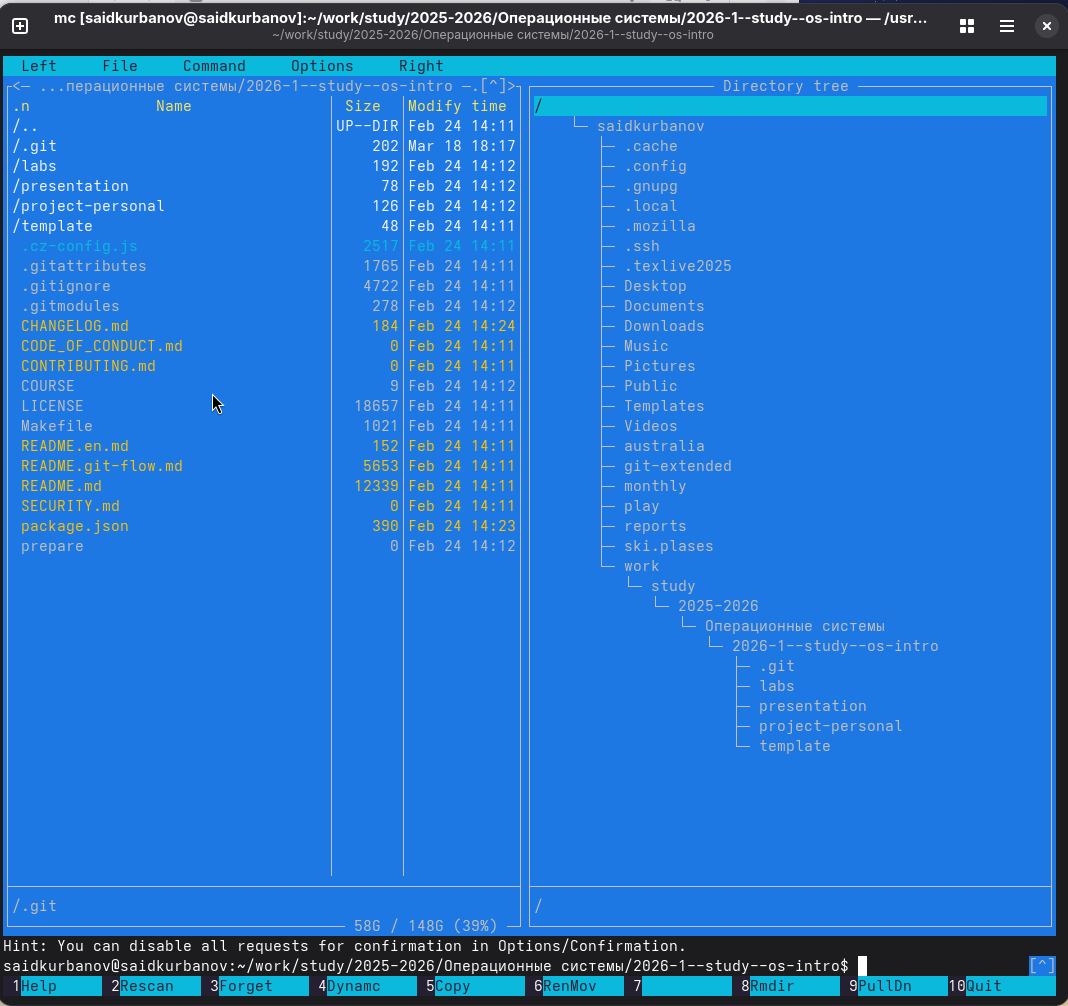 mc [saidkurbanov@saidkurbanov]:~/work/study/2025-2026/Операционные системы/2026-1--study--os-intro — /usr...
~/work/study/2025-2026/Операционные системы/2026-1--study--os-intro
Left File Command Options Right
<— ...перационные системы/2026-1--study--os-intro —.[^]>
.n Name Size Modify time
/.. UP--DIR Feb 24 14:11
/.git 202 Mar 18 18:17
/labs 192 Feb 24 14:12
/presentation 78 Feb 24 14:12
/project-personal 126 Feb 24 14:12
/template 48 Feb 24 14:11
.cz-config.js 2517 Feb 24 14:11
.gitattributes 1765 Feb 24 14:11
.gitignore 4722 Feb 24 14:11
.gitmodules 278 Feb 24 14:12
CHANGELOG.md 184 Feb 24 14:24
CODE_OF_CONDUCT.md 0 Feb 24 14:11
CONTRIBUTING.md 0 Feb 24 14:11
COURSE 9 Feb 24 14:12
LICENSE 18657 Feb 24 14:11
Makefile 1021 Feb 24 14:11
README.en.md 152 Feb 24 14:11
README.git-flow.md 5653 Feb 24 14:11
README.md 12339 Feb 24 14:11
SECURITY.md 0 Feb 24 14:11
package.json 390 Feb 24 14:23
prepare 0 Feb 24 14:12
/.git
58G / 148G (39%)
Directory tree
/
saidkurbanov
.cache
.config
.gnupg
.local
.mozilla
.ssh
.texlive2025
Desktop
Documents
Downloads
Music
Pictures
Public
Templates
Videos
australia
git-extended
monthly
play
reports
ski.plases
work
study
2025-2026
Операционные системы
2026-1--study--os-intro
.git
labs
presentation
project-personal
template
/
Hint: You can disable all requests for confirmation in Options/Confirmation.
saidkurbanov@saidkurbanov:~/work/study/2025-2026/Операционные системы/2026-1--study--os-intro$ [^]
1Help 2Rescan 3Forget 4Dynamc 5Copy 6RenMov 7 8Rmdir 9PullDn 10Quit